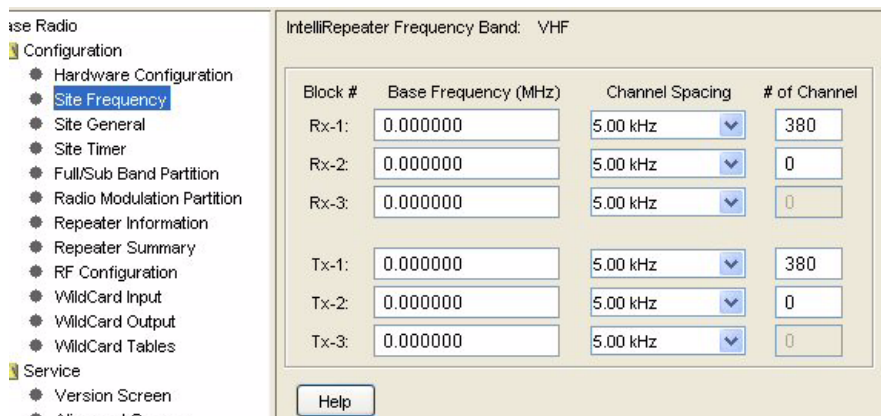 ase Radio
Configuration
Hardware Configuration
Site Frequency
Site General
Site Timer
Full/Sub Band Partition
Radio Modulation Partition
Repeater Information
Repeater Summary
RF Configuration
WildCard Input
WildCard Output
WildCard Tables
Service
Version Screen
IntelliRepeater Frequency Band: VHF
Block # Base Frequency (MHz) Channel Spacing # of Channel
Rx-1: 0.000000 5.00 kHz 380
Rx-2: 0.000000 5.00 kHz 0
Rx-3: 0.000000 5.00 kHz 0
Tx-1: 0.000000 5.00 kHz 380
Tx-2: 0.000000 5.00 kHz 0
Tx-3: 0.000000 5.00 kHz 0
Help